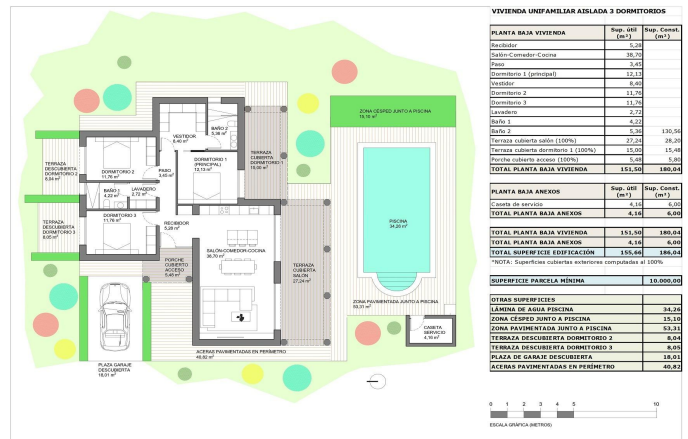 VIVIENDA UNIFAMILIAR AISLADA 3 DORMITORIOS
PLANTA BAJA VIVIENDA Sup. útil (m²) Sup. Const. (m²)
Recibidor 5,28
Salón-Comedor-Cocina 38,70
Paso 3,45
Dormitorio 1 (principal) 12,13
Vestidor 8,40
Dormitorio 2 11,76
Dormitorio 3 11,76
Lavadero 2,72
Baño 1 4,22
Baño 2 5,36 130,56
Terraza cubierta salón (100%) 27,24 28,20
Terraza cubierta dormitorio 1 (100%) 15,00 15,48
Porche cubierto acceso (100%) 5,48 5,80
TOTAL PLANTA BAJA VIVIENDA 151,50 180,04
PLANTA BAJA ANEXOS Sup. útil (m²) Sup. Const. (m²)
Caseta de servicio 4,16 6,00
TOTAL PLANTA BAJA ANEXOS 4,16 6,00
TOTAL PLANTA BAJA VIVIENDA 151,50 180,04
TOTAL PLANTA BAJA ANEXOS 4,16 6,00
TOTAL SUPERFICIE EDIFICACIÓN 155,66 186,04
*NOTA: Superficies cubiertas exteriores computadas al 100%
SUPERFICIE PARCELA MÍNIMA 10.000,00
OTRAS SUPERFICIES
LÁMINA DE AGUA PISCINA 34,26
ZONA CÉSPED JUNTO A PISCINA 15,10
ZONA PAVIMENTADA JUNTO A PISCINA 53,31
TERRAZA DESCUBIERTA DORMITORIO 2 8,04
TERRAZA DESCUBIERTA DORMITORIO 3 8,05
PLAZA DE GARAJE DESCUBIERTA 18,01
ACERAS PAVIMENTADAS EN PERÍMETRO 40,82
0 1 2 3 4 5 10
ESCALA GRÁFICA (METROS)
ZONA CÉSPED JUNTO A PISCINA
15,10 m²
BAÑO 2
5,36 m²
VESTIDOR
8,40 m²
TERRAZA
CUBIERTA
DORMITORIO 1
15,00 m²
DORMITORIO 1
(PRINCIPAL)
12,13 m²
TERRAZA
DESCUBIERTA
DORMITORIO 2
8,04 m²
DORMITORIO 2
11,76 m²
PASO
3,45 m²
BAÑO 1
4,22 m²
LAVADERO
2,72 m²
TERRAZA
DESCUBIERTA
DORMITORIO 3
8,05 m²
DORMITORIO 3
11,76 m²
RECIBIDOR
5,28 m²
PISCINA
34,26 m²
SALÓN-COMEDOR-COCINA
38,70 m²
PORCHE
CUBIERTO
ACCESO
5,48 m²
TERRAZA
CUBIERTA
SALÓN
27,24 m²
ZONA PAVIMENTADA JUNTO A PISCINA
53,31 m²
CASETA
SERVICIO
4,16 m²
ACERAS PAVIMENTADAS EN PERÍMETRO
40,82 m²
PLAZA GARAJE
DESCUBIERTA
18,01 m²